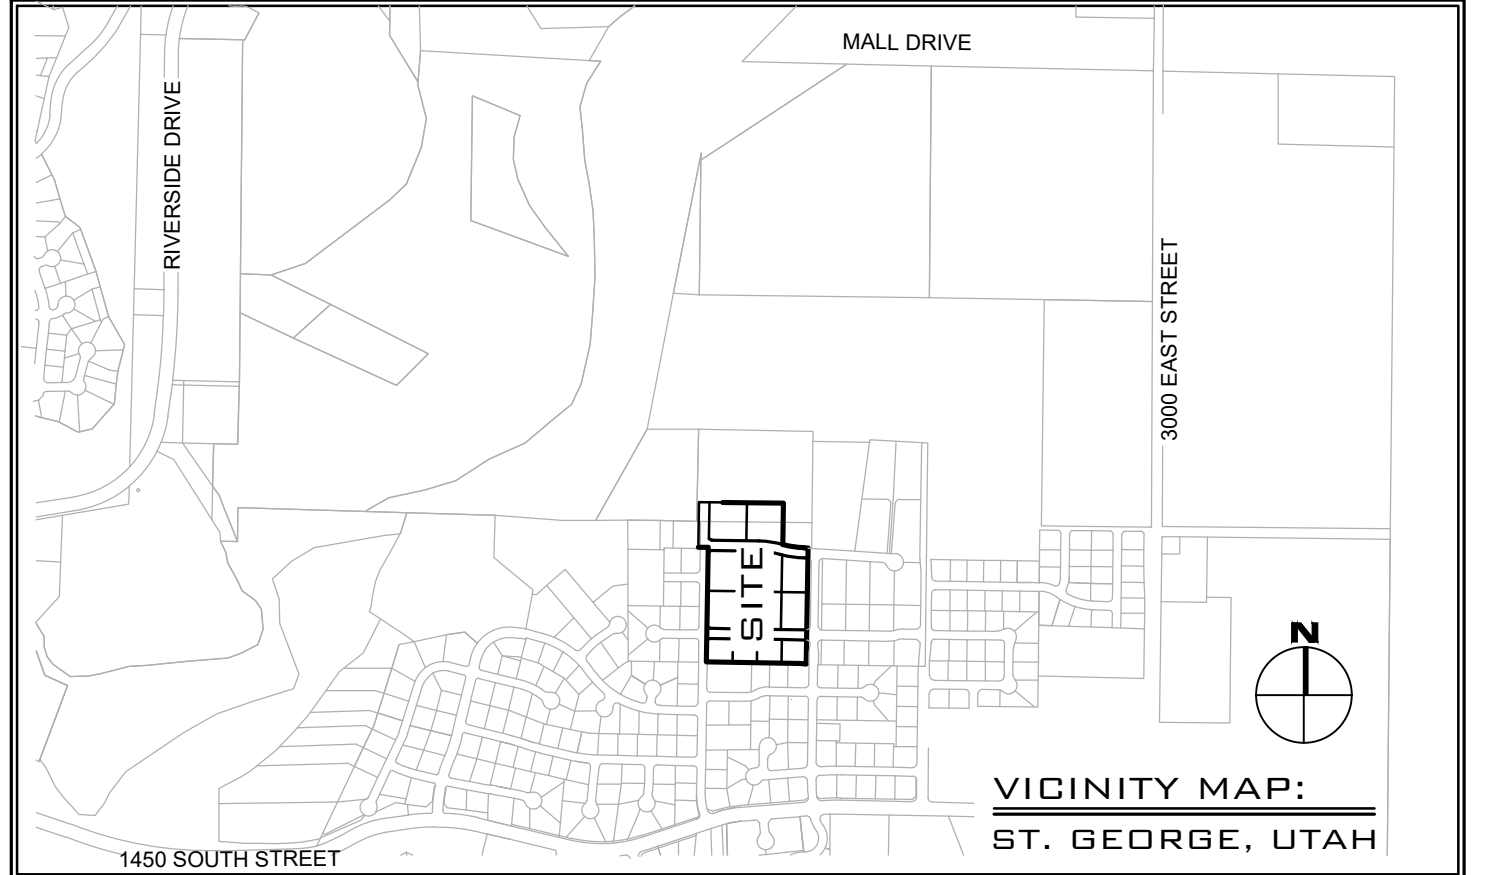 MALL DRIVE
RIVERSIDE DRIVE
3000 EAST STREET
SITE
N
VICINITY MAP:
ST. GEORGE, UTAH
1450 SOUTH STREET